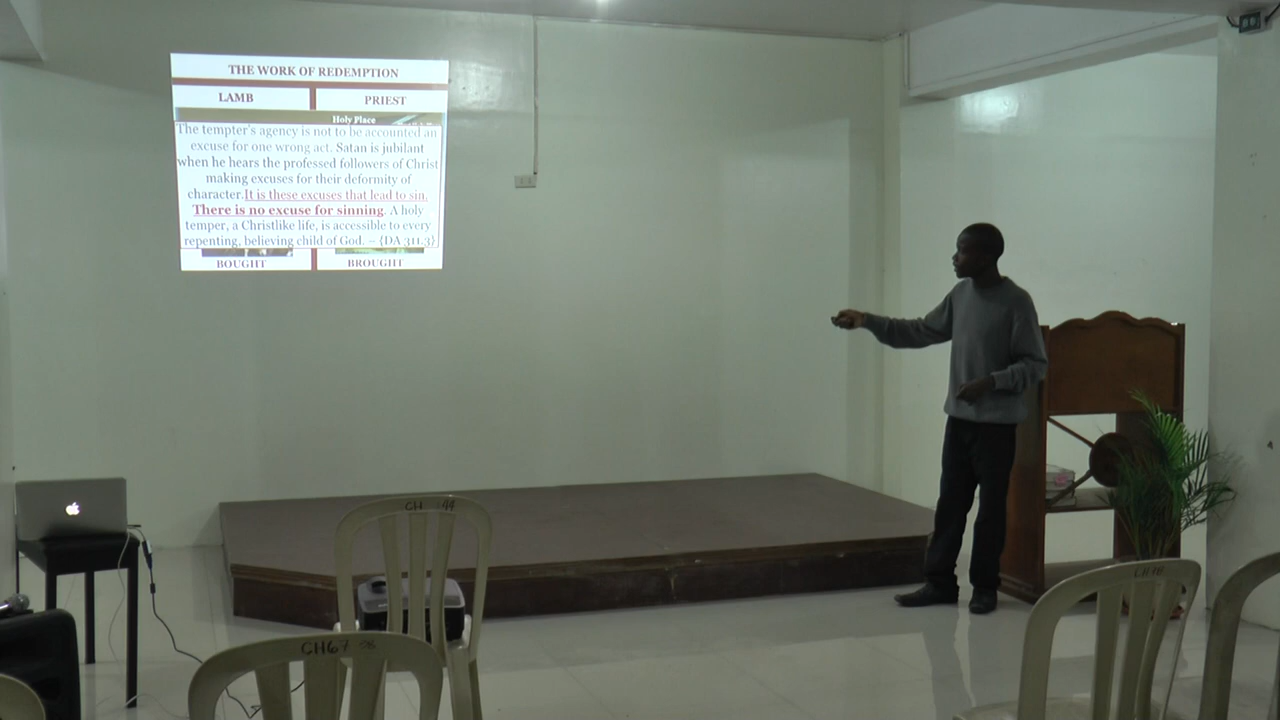 THE WORK OF REDEMPTION
LAMB
PRIEST
Holy Place
The tempter's agency is not to be accounted an
excuse for one wrong act. Satan is jubilant
when he hears the professed followers of Christ
making excuses for their deformity of
character.It is these excuses that lead to sin.
There is no excuse for sinning. A holy
temper, a Christlike life, is accessible to every
repenting, believing child of God. – {DA 311.3}
BOUGHT
BROUGHT
CH 44
CH67